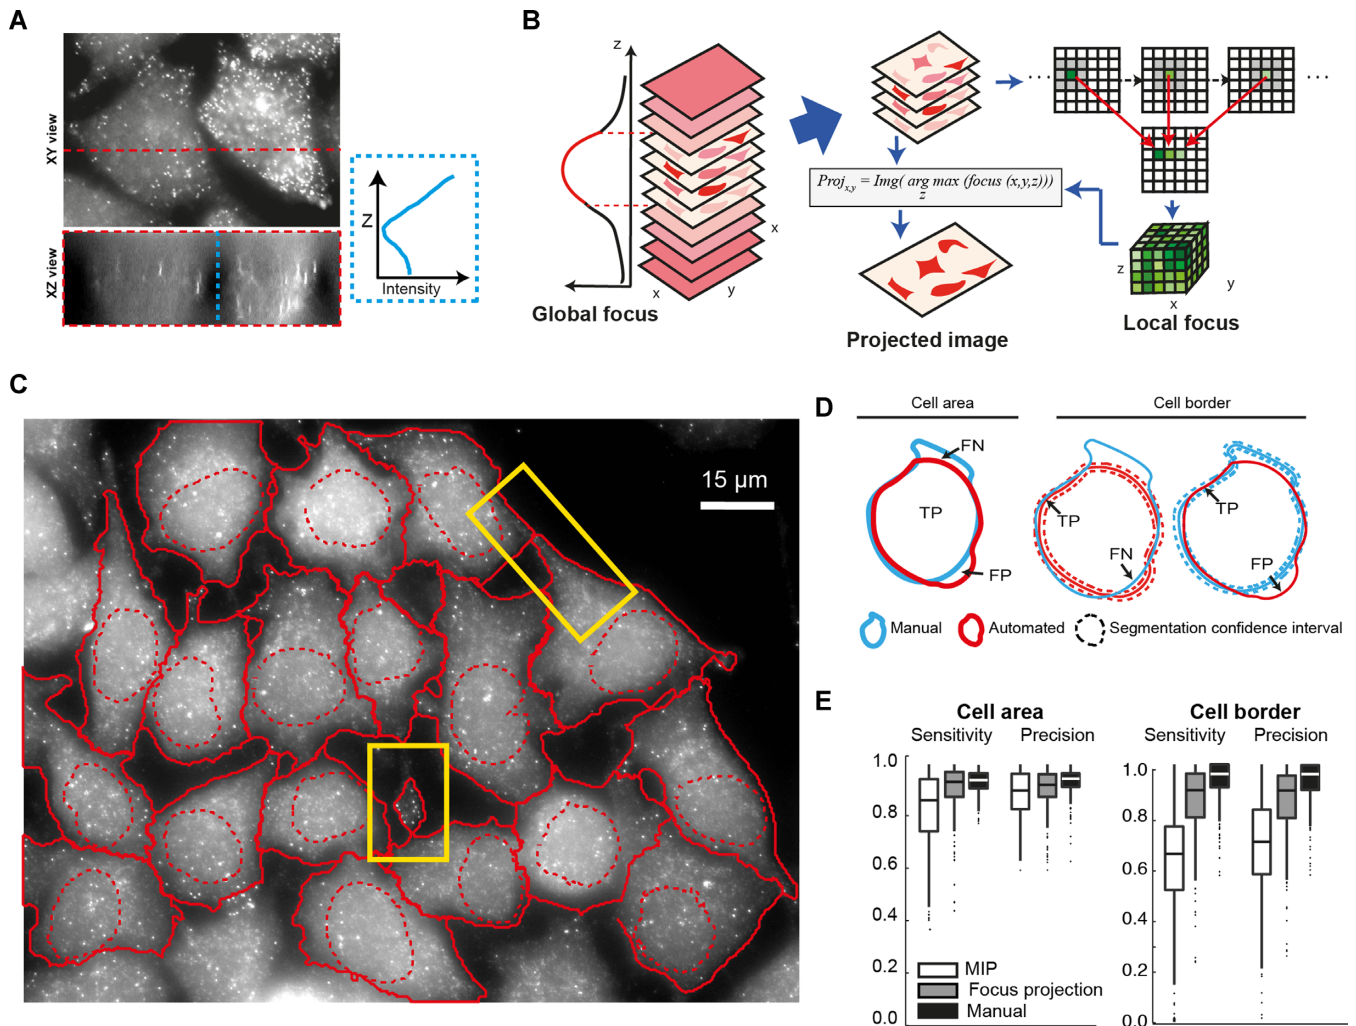 A
XY view
XZ view
Z
Intensity
B
z
x
y
x
Global focus
Proj x,y = Img( arg max (focus (x,y,z)))
z
Projected image
z
x
y
Local focus
C
15 µm
D
Cell area
Cell border
FN
TP
FP
TP
FN
TP
FP
Manual
Automated
Segmentation confidence interval
E
Cell area
Sensitivity
Precision
1.0
0.8
0.6
0.4
0.2
0.0
MIP
Focus projection
Manual
Cell border
Sensitivity
Precision
1.0
0.8
0.6
0.4
0.2
0.0